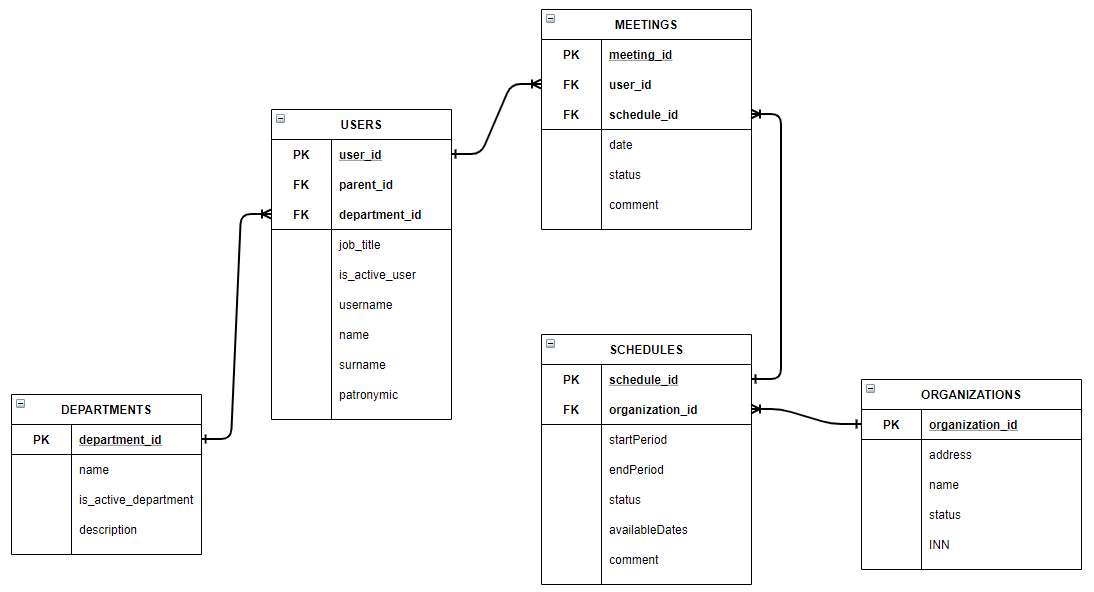 MEETINGS
PK meeting_id
FK user_id
FK schedule_id
date
status
comment
USERS
PK user_id
FK parent_id
FK department_id
job_title
is_active_user
username
name
surname
patronymic
DEPARTMENTS
PK department_id
name
is_active_department
description
SCHEDULES
PK schedule_id
FK organization_id
startPeriod
endPeriod
status
availableDates
comment
ORGANIZATIONS
PK organization_id
address
name
status
INN